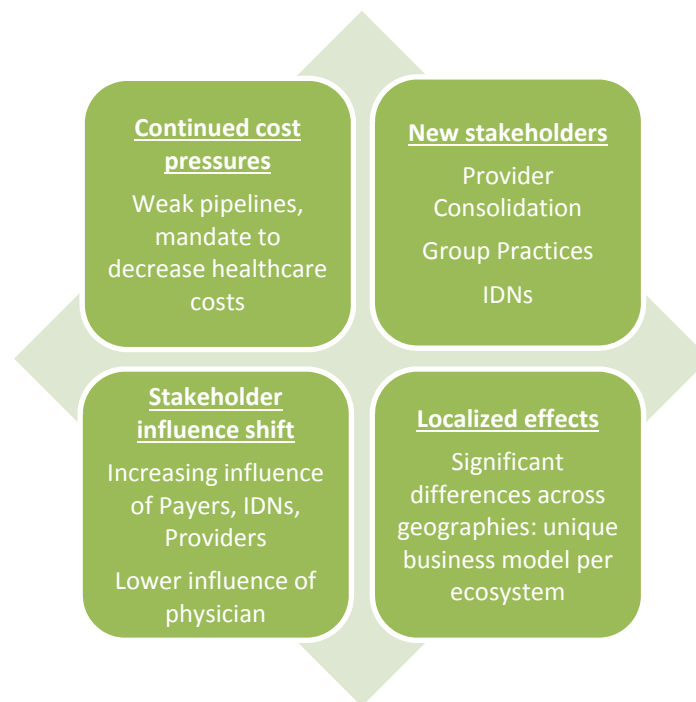 Continued cost
pressures
Weak pipelines,
mandate to
decrease healthcare
costs
New stakeholders
Provider
Consolidation
Group Practices
IDNs
Stakeholder
influence shift
Increasing influence
of Payers, IDNs,
Providers
Lower influence of
physician
Localized effects
Significant
differences across
geographies: unique
business model per
ecosystem